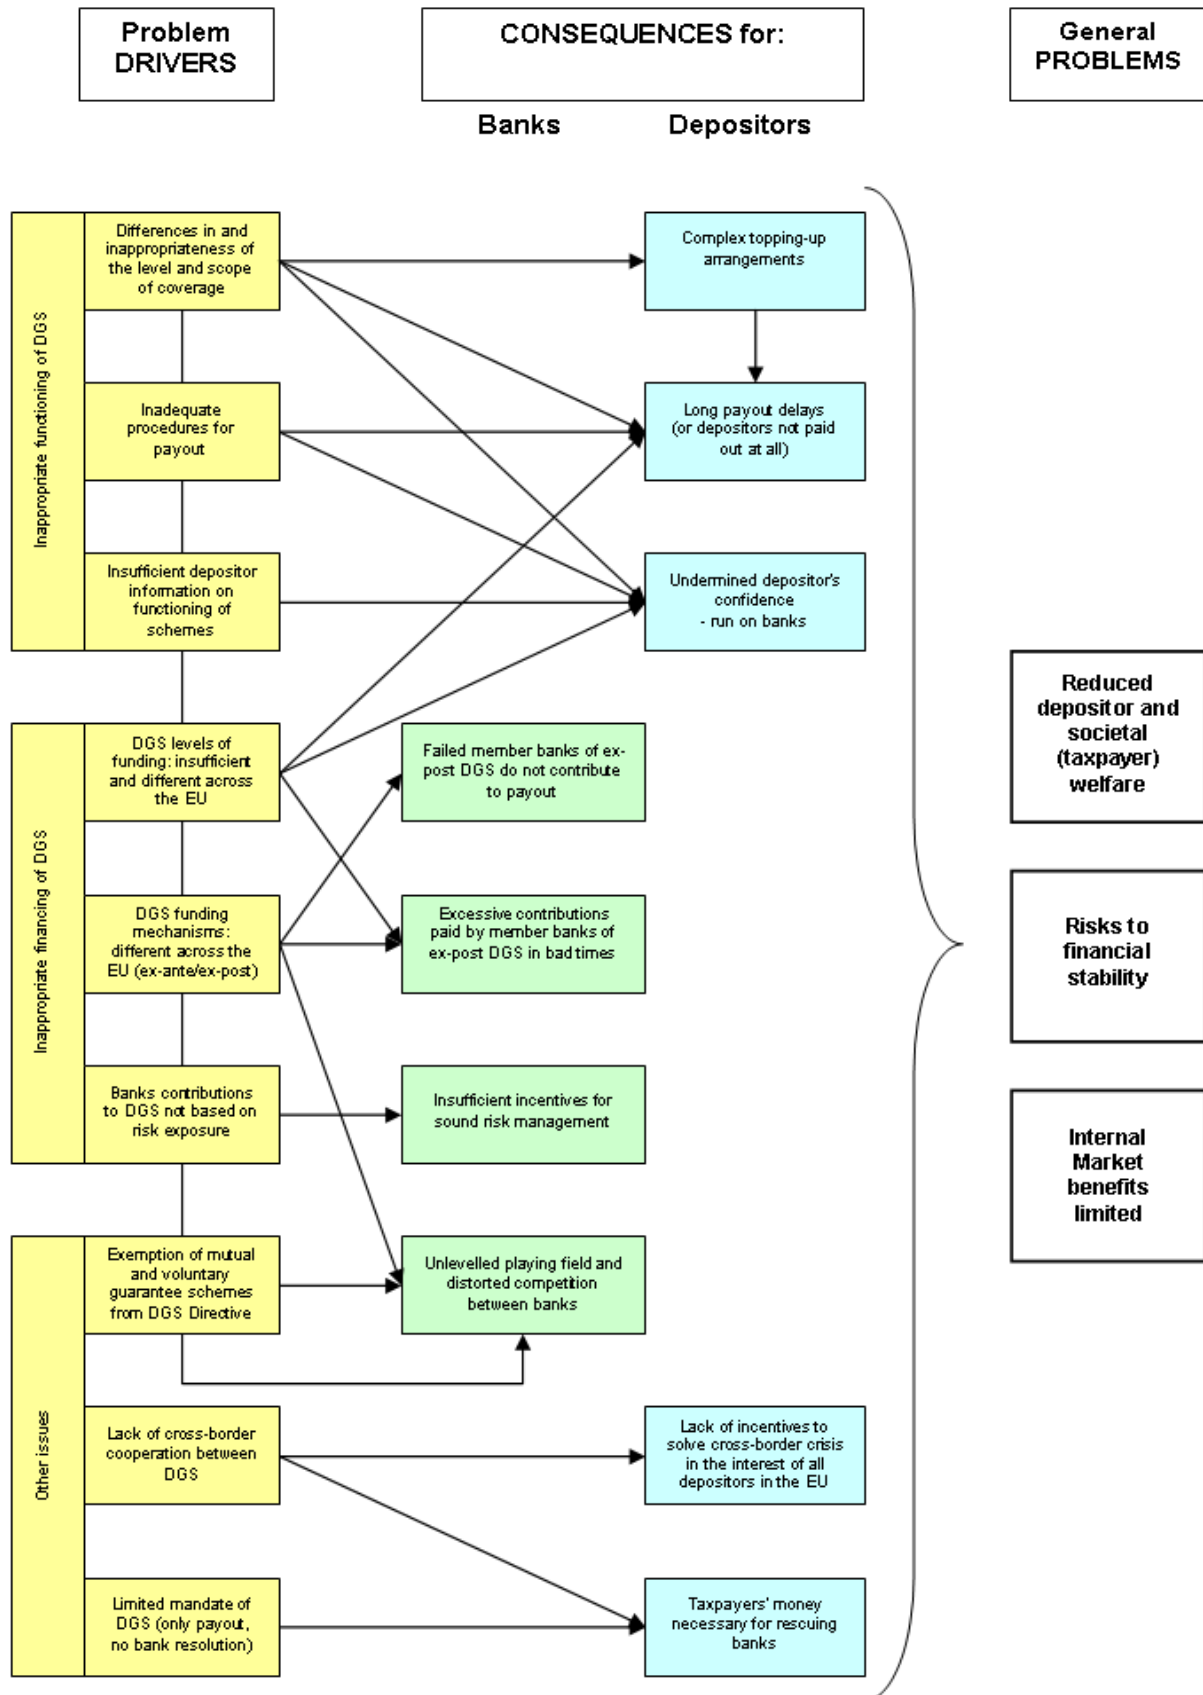 Problem
DRIVERS
CONSEQUENCES for:
General
PROBLEMS
Banks
Depositors
Inappropriate functioning of DGS
Differences in and
inappropriateness of
the level and scope
of coverage
Complex topping-up
arrangements
Inadequate
procedures for
payout
Long payout delays
(or depositors not paid
out at all)
Insufficient depositor
information on
functioning of
schemes
Undermined depositor's
confidence
- run on banks
Inappropriate financing of DGS
DGS levels of
funding: insufficient
and different across
the EU
Failed member banks of ex-
post DGS do not contribute
to payout
DGS funding
mechanisms:
different across the
EU (ex-ante/ex-post)
Excessive contributions
paid by member banks of
ex-post DGS in bad times
Banks contributions
to DGS not based on
risk exposure
Insufficient incentives for
sound risk management
Other issues
Exemption of mutual
and voluntary
guarantee schemes
from DGS Directive
Unlevelled playing field and
distorted competition
between banks
Lack of cross-border
cooperation between
DGS
Lack of incentives to
solve cross-border crisis
in the interest of all
depositors in the EU
Limited mandate of
DGS (only payout,
no bank resolution)
Taxpayers' money
necessary for rescuing
banks
Reduced
depositor and
societal
(taxpayer)
welfare
Risks to
financial
stability
Internal
Market
benefits
limited